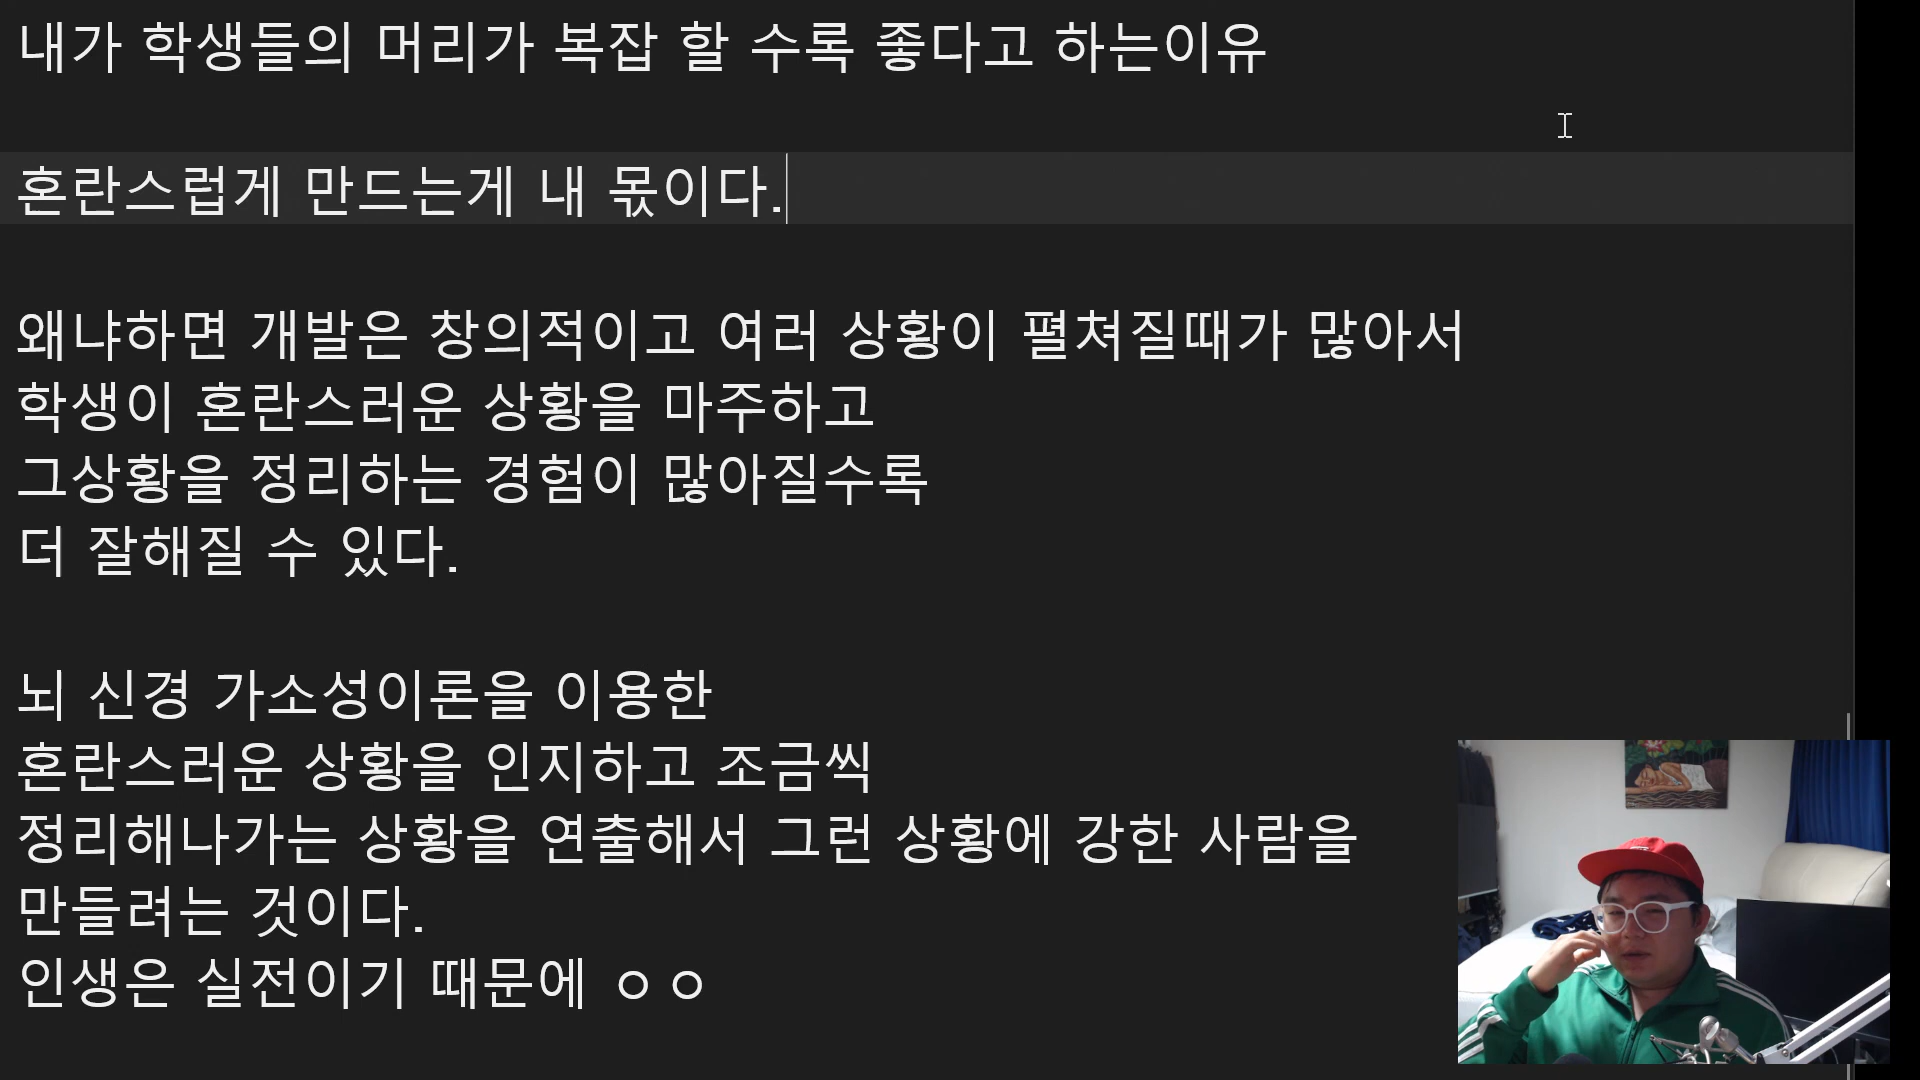 내가 학생들의 머리가 복잡 할 수록 좋다고 하는이유
혼란스럽게 만드는게 내 몫이다.
왜냐하면 개발은 창의적이고 여러 상황이 펼쳐질때가 많아서
학생이 혼란스러운 상황을 마주하고
그상황을 정리하는 경험이 많아질수록
더 잘해질 수 있다.
뇌 신경 가소성이론을 이용한
혼란스러운 상황을 인지하고 조금씩
정리해나가는 상황을 연출해서 그런 상황에 강한 사람을
만들려는 것이다.
인생은 실전이기 때문에 ㅇㅇ